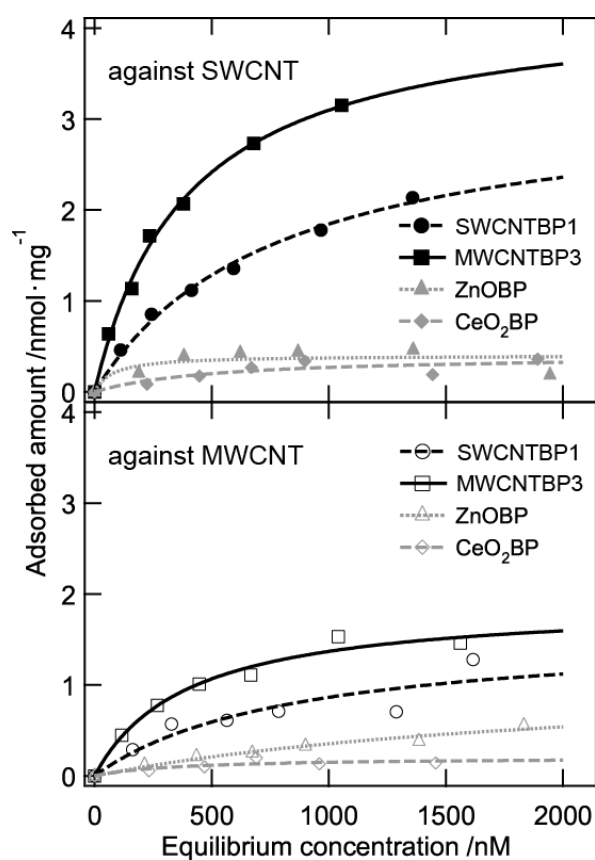 4
against SWCNT
3
2
SWCNTBP1
MWCNTBP3
1
ZnOBP
CeO₂BP
0
4
against MWCNT
SWCNTBP1
MWCNTBP3
3
ZnOBP
CeO₂BP
2
1
0
0 500 1000 1500 2000
Equilibrium concentration /nM
Adsorbed amount /nmol·mg⁻¹